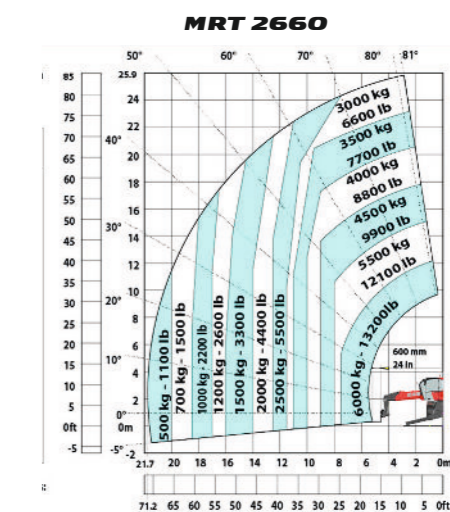 MRT 2660
50° 60° 70° 80° 81°
85 25.9
80 24
75
70 22
65 40° 20
60 18
55
50 16
45 30° 14
40 12
35
30 20° 10
25 8
20 6
15 10° 4
10 2
5 0°
0ft 0m
-5 -5° -2
3000 kg
6600 lb
3500 kg
7700 lb
4000 kg
8800 lb
4500 kg
9900 lb
5500 kg
12100 lb
6000 kg - 13200lb
500 kg - 1100 lb
700 kg - 1500 lb
1000 kg - 2200 lb
1200 kg - 2600 lb
1500 kg - 3300 lb
2000 kg - 4400 lb
2500 kg - 5500 lb
600 mm
24 in
21.7 20 18 16 14 12 10 8 6 4 2 0m
71.2 65 60 55 50 45 40 35 30 25 20 15 10 5 0ft